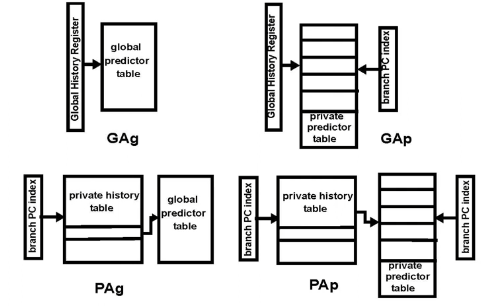 Global History Register
global
predictor
table
GAg
Global History Register
private
predictor
table
branch PC index
GAp
branch PC index
private history
table
global
predictor
table
PAg
branch PC index
private history
table
private
predictor
table
branch PC index
PAp